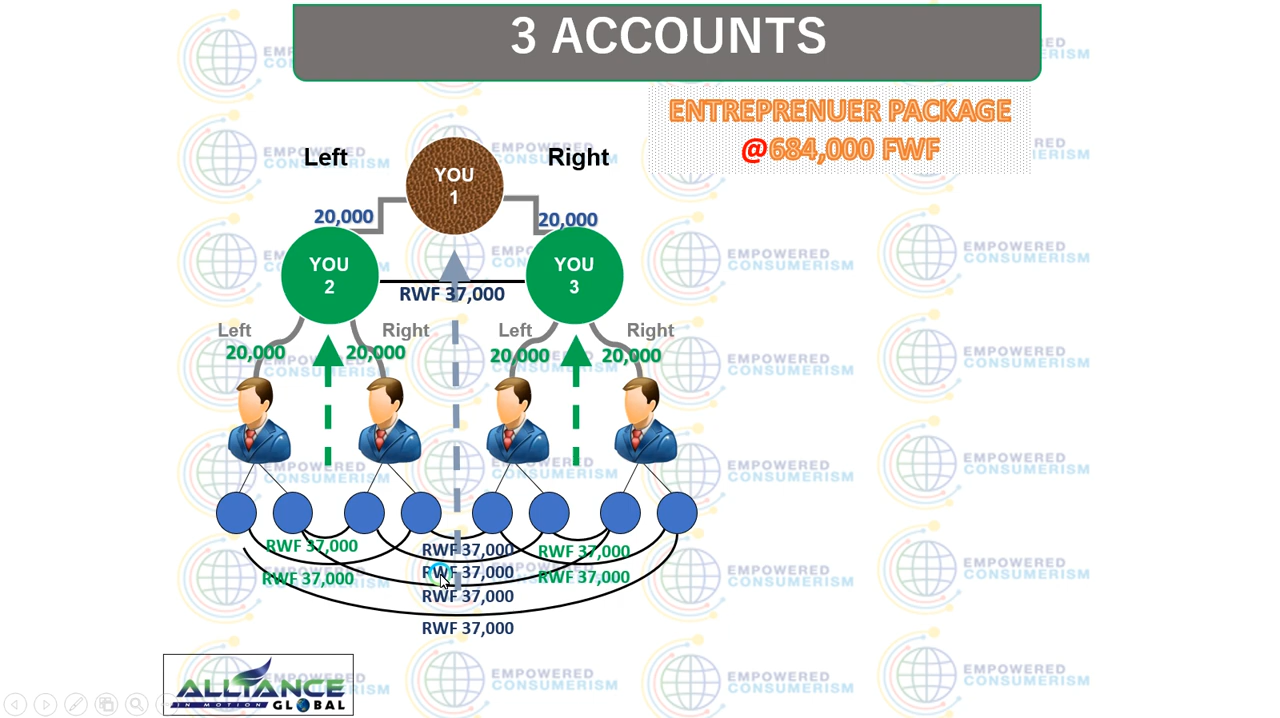 3 ACCOUNTS
ENTREPRENUER PACKAGE
@684,000 FWF
Left
Right
YOU
1
20,000
20,000
YOU
2
YOU
3
RWF 37,000
Left
Right
Left
Right
20,000
20,000
20,000
20,000
RWF 37,000
RWF 37,000
RWF 37,000
RWF 37,000
RWF 37,000
RWF 37,000
RWF 37,000
RWF 37,000
ALLIANCE
IN MOTION GLOBAL
EMPOWERED
CONSUMERISM